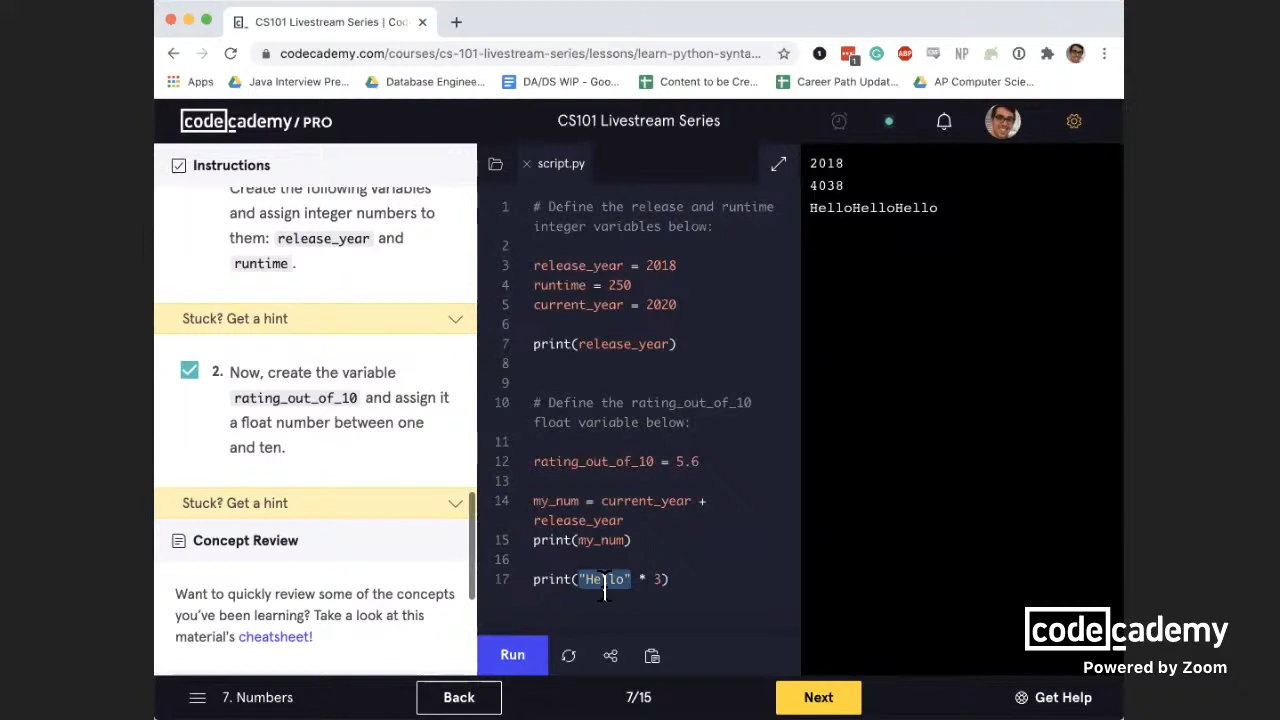 CS101 Livestream Series | Cod
codecademy.com/courses/cs-101-livestream-series/lessons/learn-python-synta...
1
ABP
NP
Apps
Java Interview Pre...
Database Enginee...
DA/DS WIP - Goo...
Content to be Cre...
Career Path Updat...
AP Computer Scie...
codecademy / PRO
CS101 Livestream Series
Instructions
script.py
Create the following variables
and assign integer numbers to
them: release_year and
runtime.
Stuck? Get a hint
2. Now, create the variable
rating_out_of_10 and assign it
a float number between one
and ten.
Stuck? Get a hint
Concept Review
Want to quickly review some of the concepts
you've been learning? Take a look at this
material's cheatsheet!
1 # Define the release and runtime
integer variables below:
2
3 release_year = 2018
4 runtime = 250
5 current_year = 2020
6
7 print(release_year)
8
9
10 # Define the rating_out_of_10
float variable below:
11
12 rating_out_of_10 = 5.6
13
14 my_num = current_year +
release_year
15 print(my_num)
16
17 print("Hello" * 3)
2018
4038
HelloHelloHello
Run
7. Numbers
Back
7/15
Next
Get Help
codecademy
Powered by Zoom